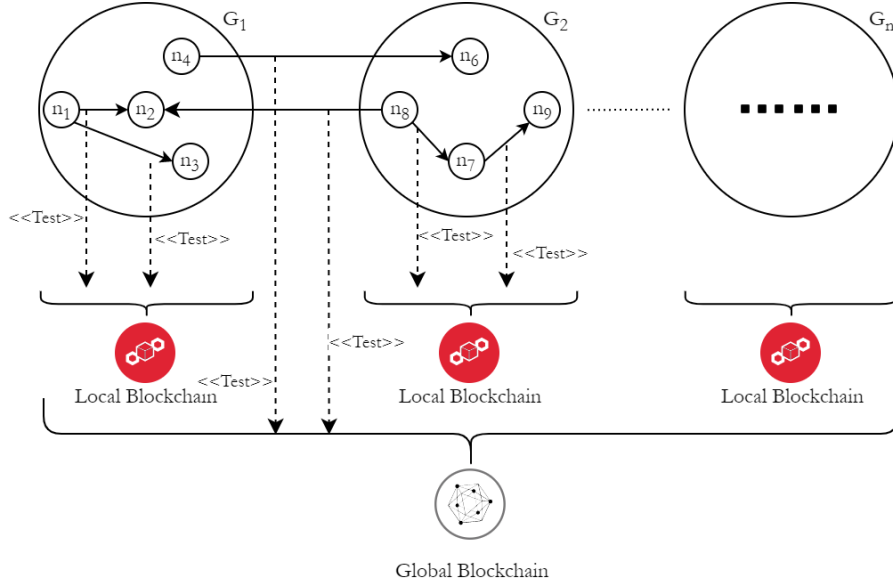 G1
G2
Gn
n4
n6
n1
n2
n8
n9
n3
n7
<<Test>>
<<Test>>
<<Test>>
<<Test>>
<<Test>>
<<Test>>
Local Blockchain
Local Blockchain
Local Blockchain
Global Blockchain